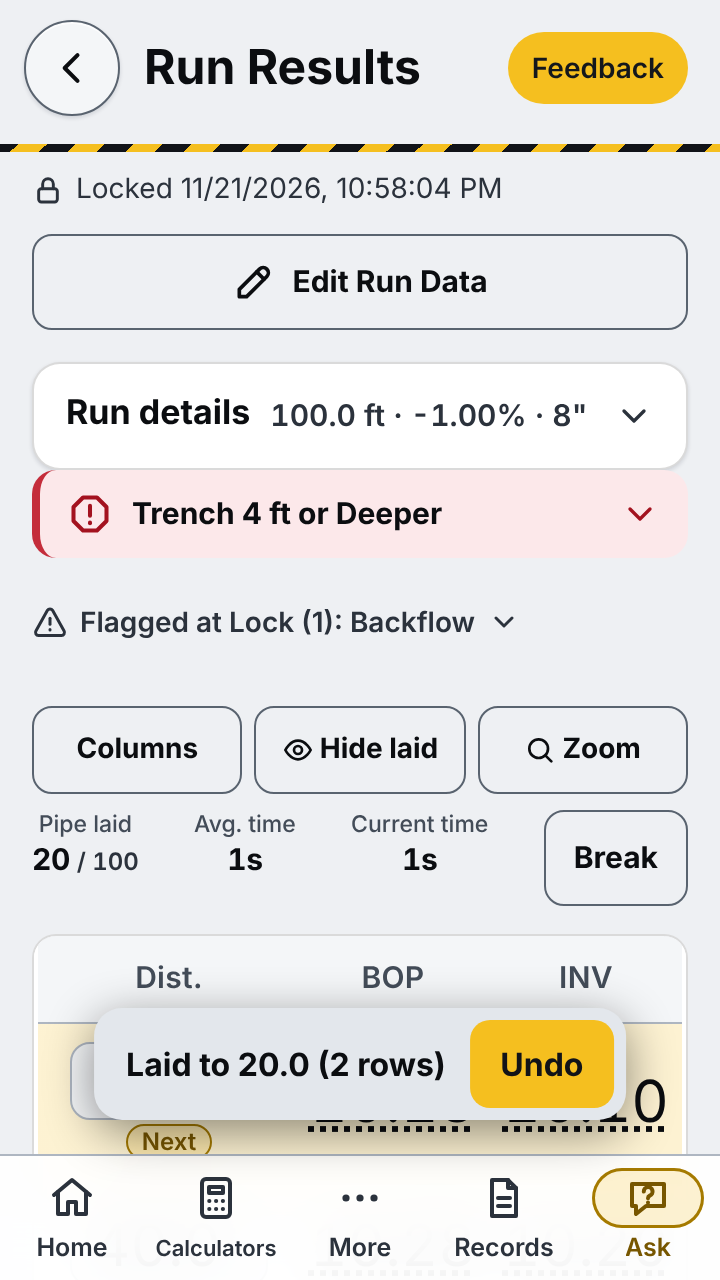 Run Results
Feedback
Locked 11/21/2026, 10:58:04 PM
Edit Run Data
Run details 100.0 ft · -1.00% · 8"
Trench 4 ft or Deeper
Flagged at Lock (1): Backflow
Columns
Hide laid
Zoom
Pipe laid Avg. time Current time
20 / 100 1s 1s
Break
Dist. BOP INV
Laid to 20.0 (2 rows)
Undo
Next
Home
Calculators
More
Records
Ask